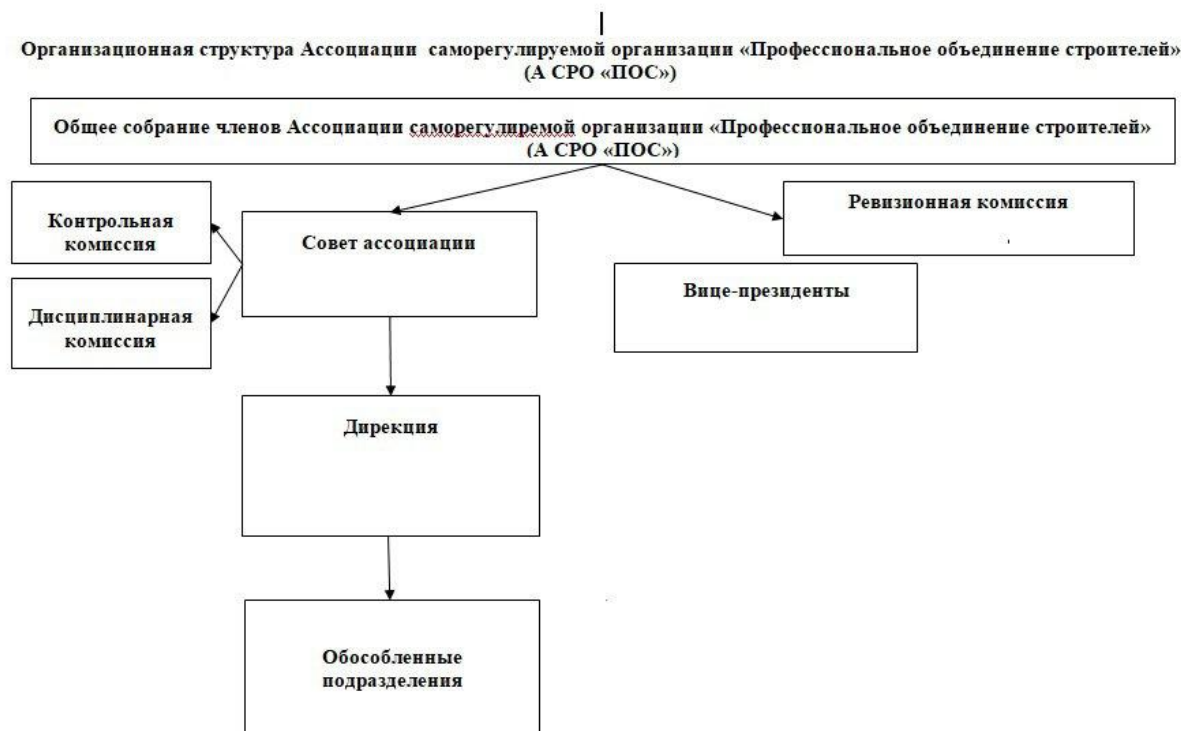 Организационная структура Ассоциации саморегулируемой организации «Профессиональное объединение строителей»
(А СРО «ПОС»)
Общее собрание членов Ассоциации саморегулиремой организации «Профессиональное объединение строителей»
(А СРО «ПОС»)
Контрольная
комиссия
Совет ассоциации
Ревизионная комиссия
Вице-президенты
Дисциплинарная
комиссия
Дирекция
Обособленные
подразделения